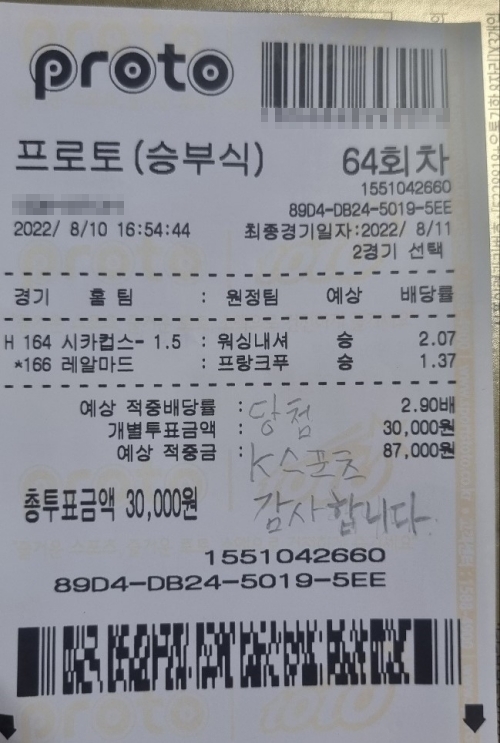 proto
프로토(승부식) 64회차
1551042660
89D4-DB24-5019-5EE
2022/ 8/10 16:54:44 최종경기일자:2022/ 8/11
2경기 선택
경기 홈 팀 : 원정팀 예상 배당률
H 164 시카컵스- 1.5 : 워싱내셔 승 2.07
*166 레알마드 : 프랑크푸 승 1.37
예상 적중배당률 : 2.90배
개별투표금액 : 30,000원
예상 적중금 : 87,000원
당첨
K스포츠
감사합니다.
총투표금액 30,000원
1551042660
89D4-DB24-5019-5EE